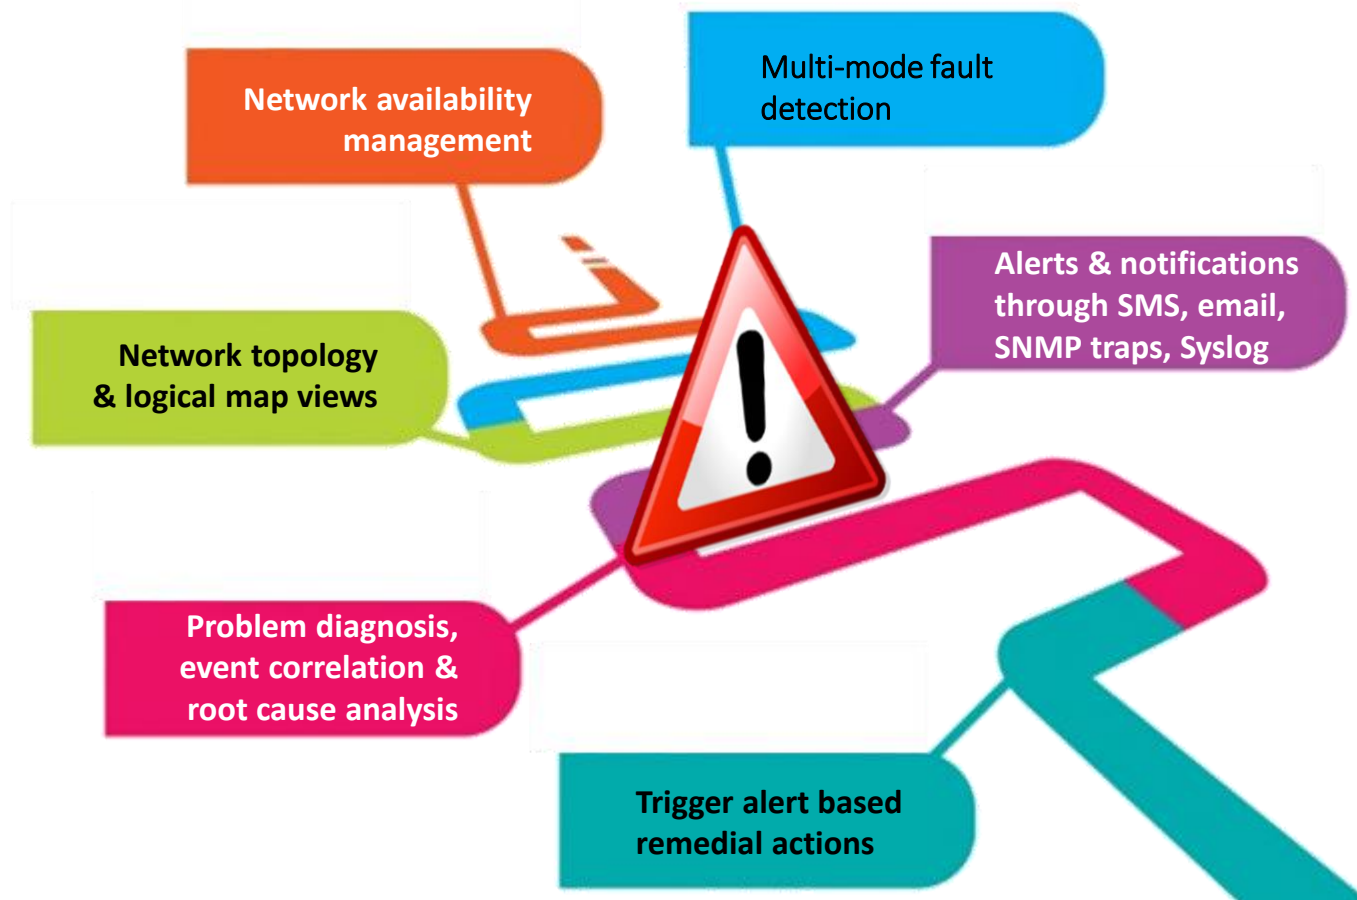 Network availability
management
Multi-mode fault
detection
Alerts & notifications
through SMS, email,
SNMP traps, Syslog
Network topology
& logical map views
Problem diagnosis,
event correlation &
root cause analysis
Trigger alert based
remedial actions